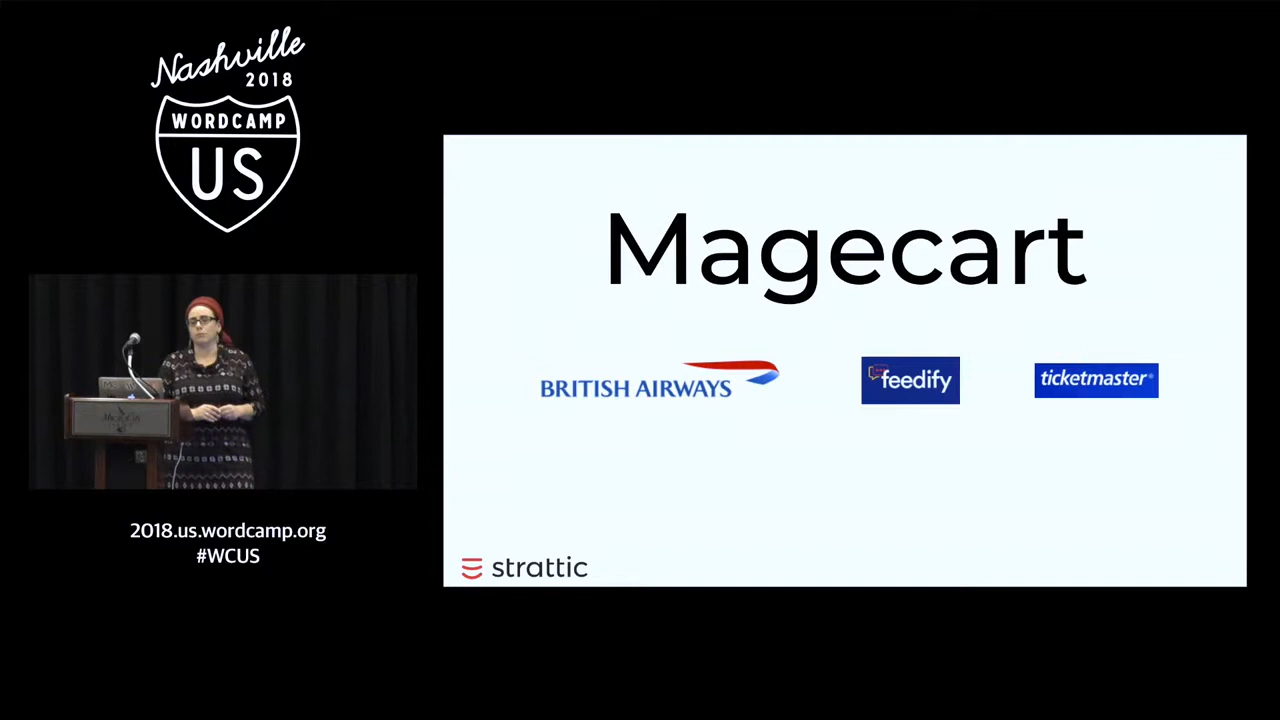 Nashville
2018
WORDCAMP
US
2018.us.wordcamp.org
#WCUS
Magecart
BRITISH AIRWAYS
feedify
ticketmaster®
strattic